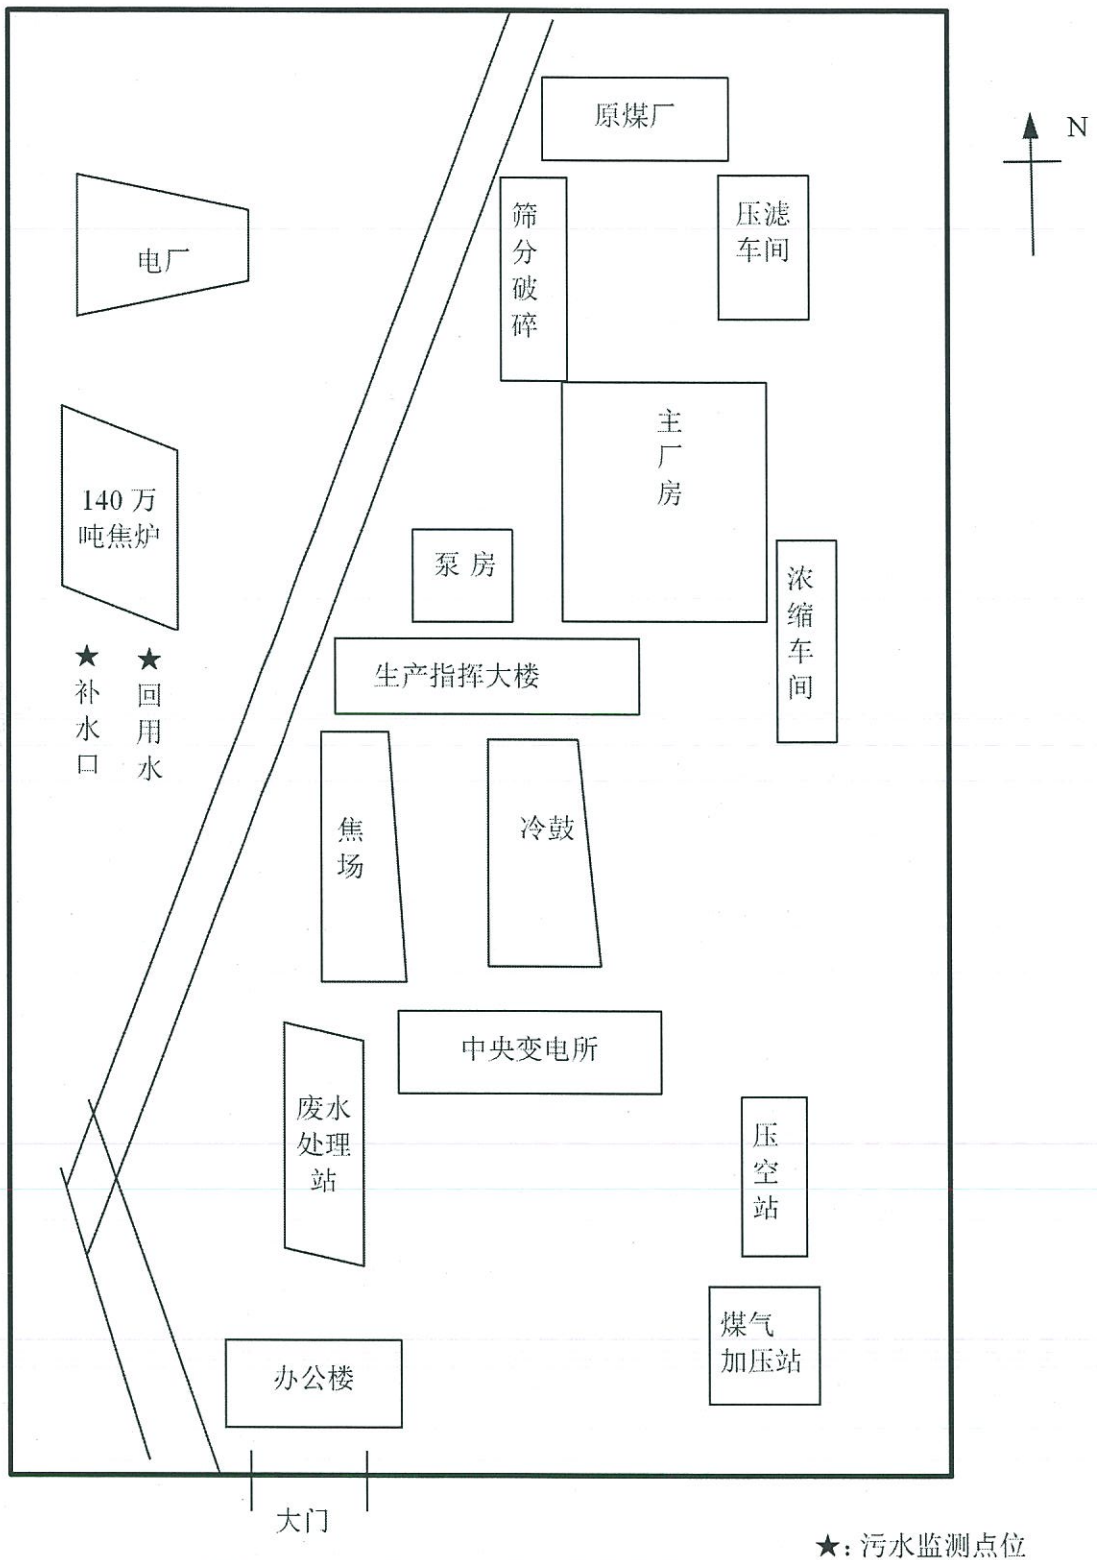 原煤厂
N
筛
分
破
碎
压滤
车间
电厂
主
厂
房
140 万
吨焦炉
泵 房
浓
缩
车
间
★
补
水
口
★
回
用
水
生产指挥大楼
焦
场
冷鼓
中央变电所
废水
处理
站
压
空
站
煤气
加压站
办公楼
大门
★: 污水监测点位